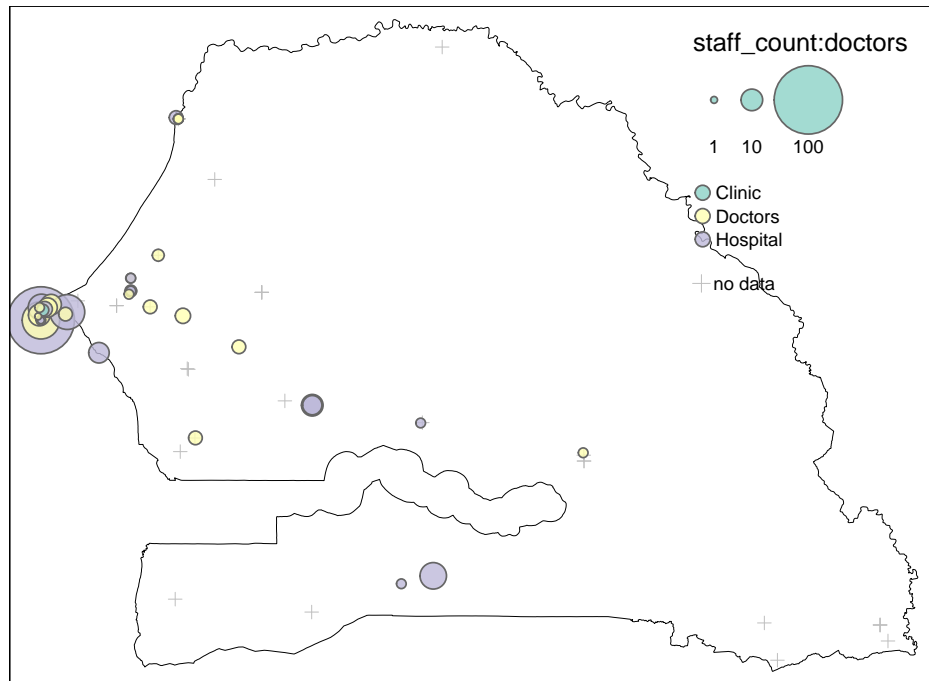 staff_count:doctors
1 10 100
Clinic
Doctors
Hospital
no data